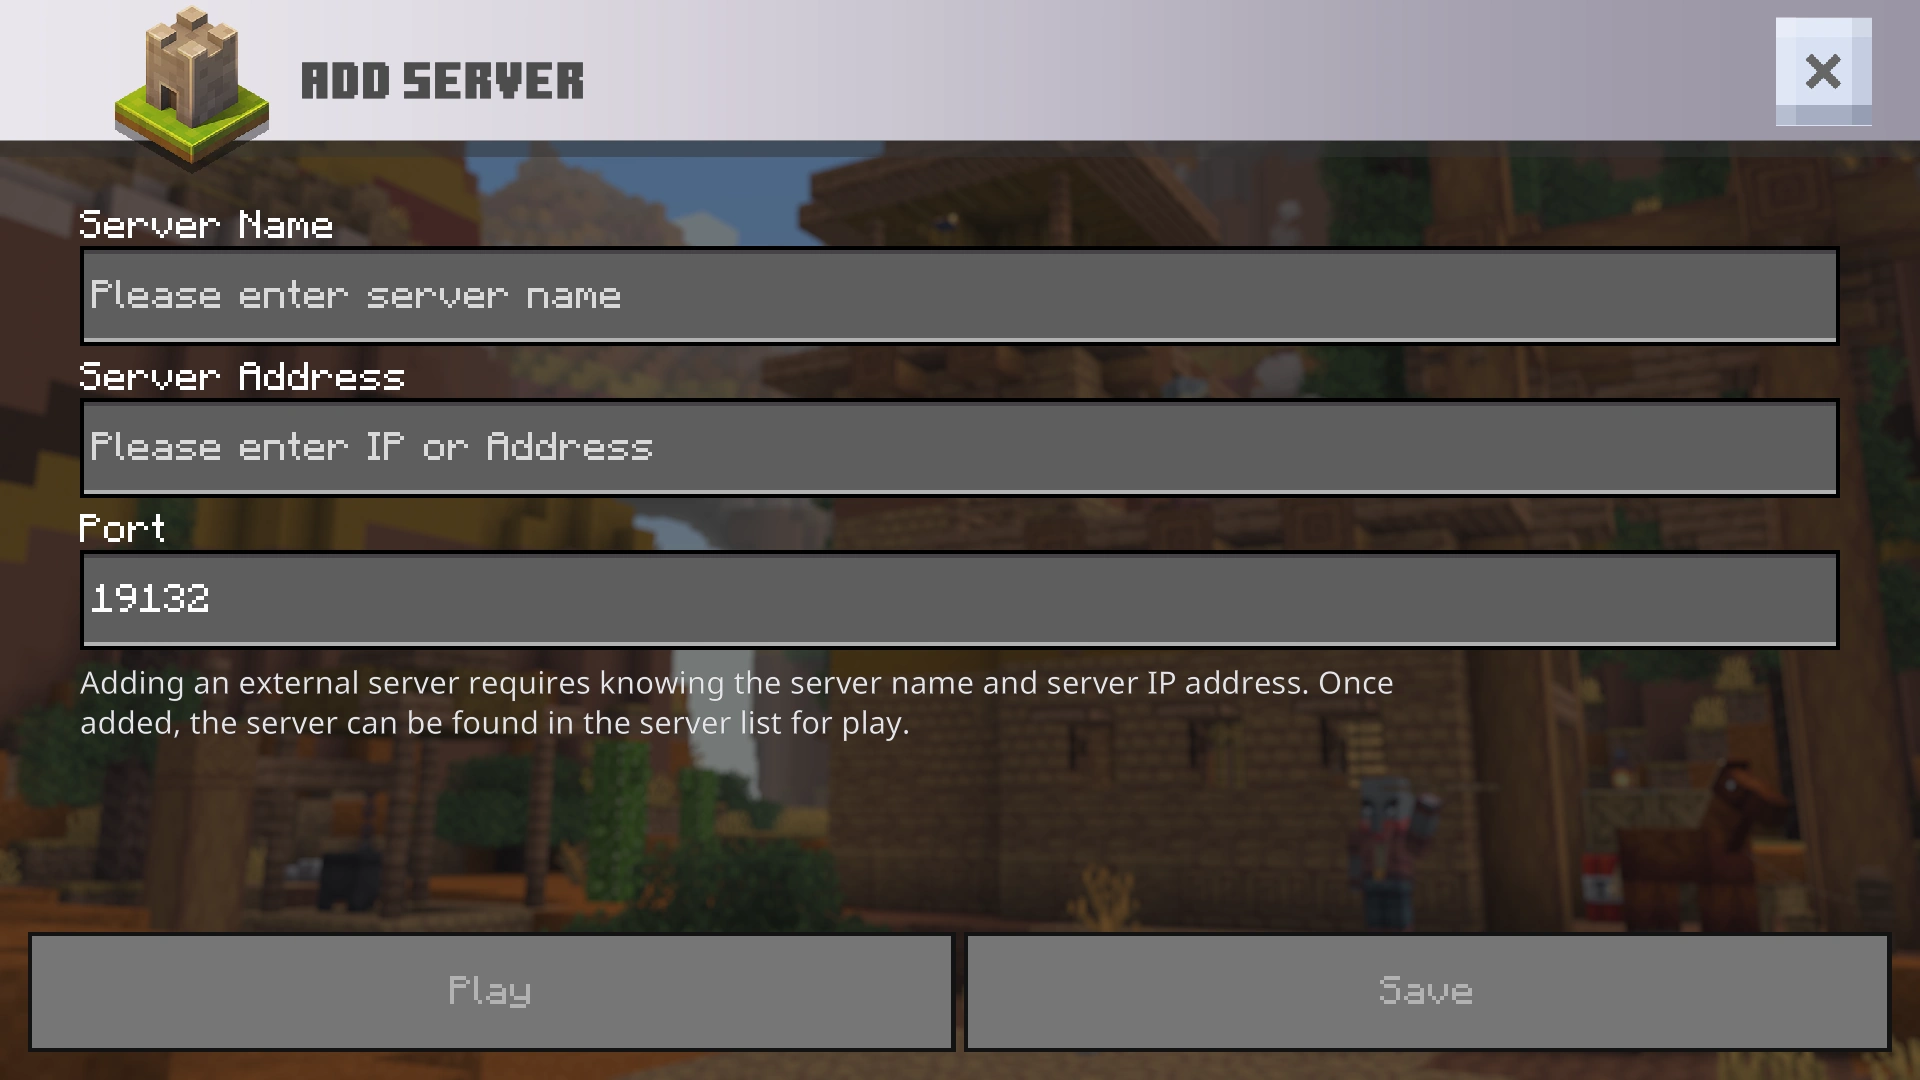 ADD SERVER
Server Name
Please enter server name
Server Address
Please enter IP or Address
Port
19132
Adding an external server requires knowing the server name and server IP address. Once
added, the server can be found in the server list for play.
Play
Save